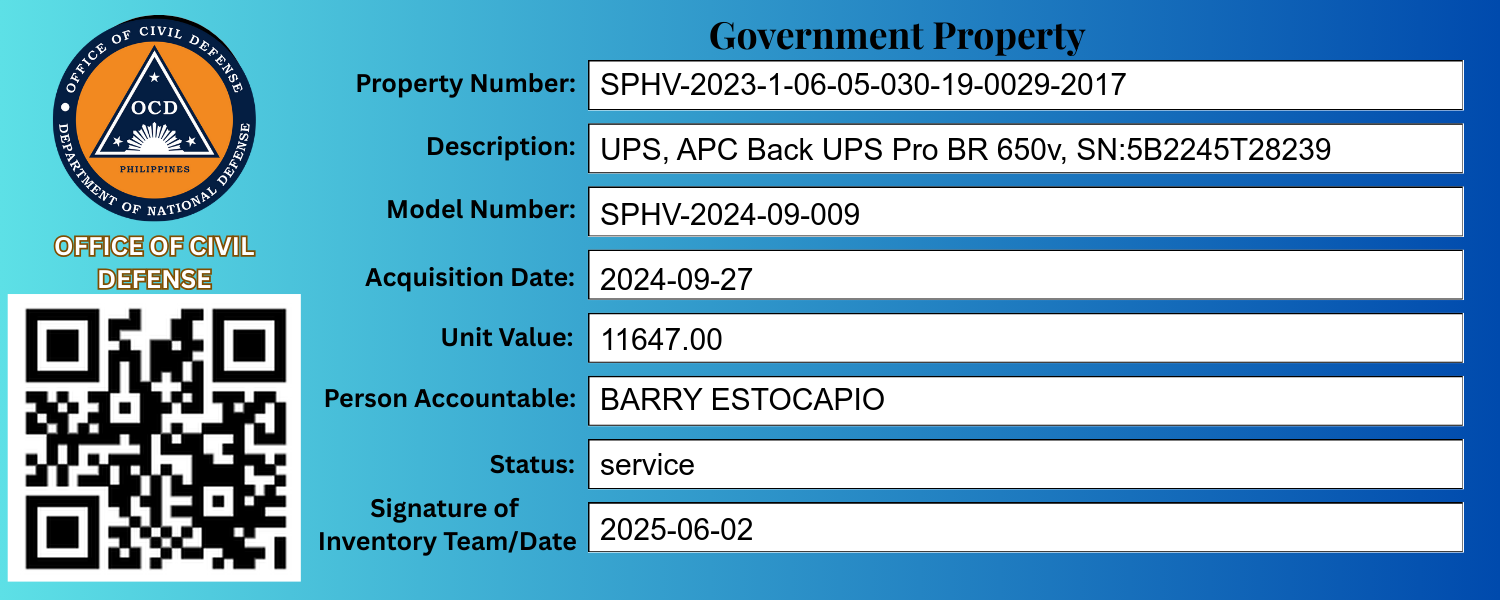 OFFICE OF CIVIL DEFENSE
OCD
PHILIPPINES
DEPARTMENT OF NATIONAL DEFENSE
OFFICE OF CIVIL
DEFENSE
Government Property
Property Number: SPHV-2023-1-06-05-030-19-0029-2017
Description: UPS, APC Back UPS Pro BR 650v, SN:5B2245T28239
Model Number: SPHV-2024-09-009
Acquisition Date: 2024-09-27
Unit Value: 11647.00
Person Accountable: BARRY ESTOCAPIO
Status: service
Signature of
Inventory Team/Date 2025-06-02